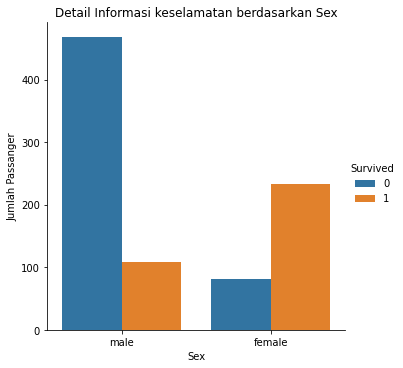 Detail Informasi keselamatan berdasarkan Sex
400
300
200
100
0
Jumlah Passanger
male
female
Sex
Survived
0
1